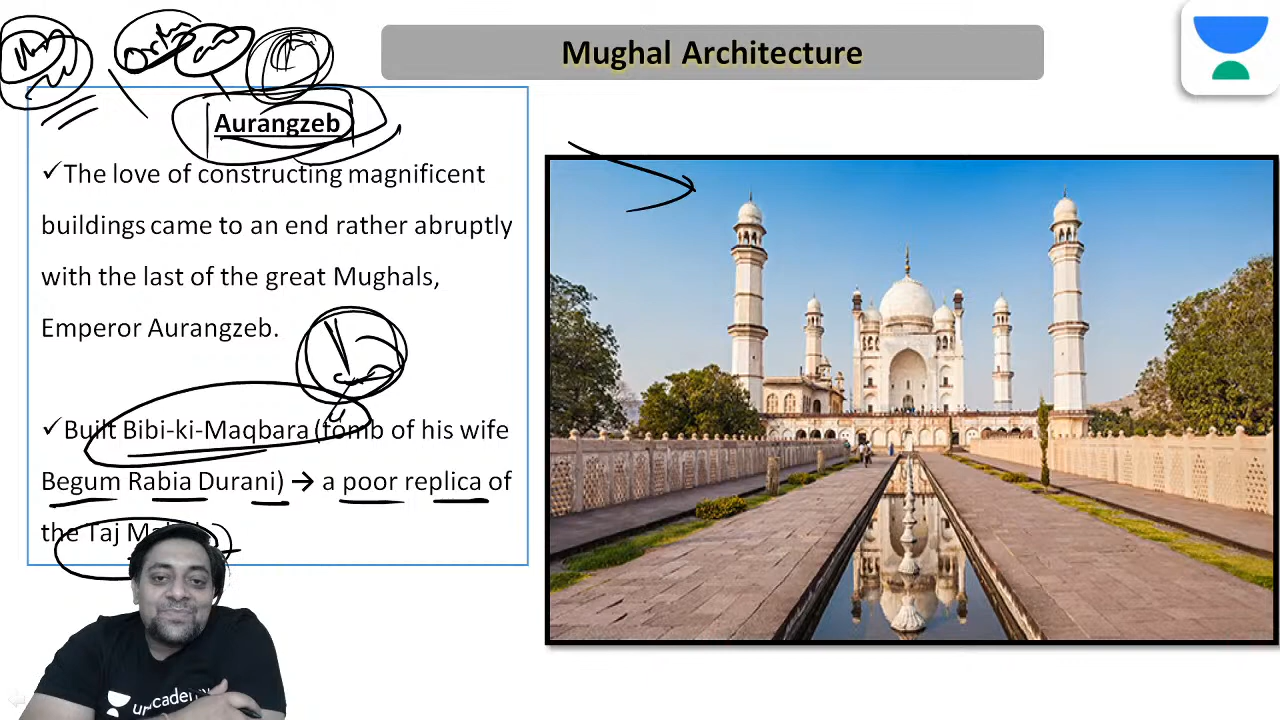 Mughal Architecture
Aurangzeb
✓The love of constructing magnificent
buildings came to an end rather abruptly
with the last of the great Mughals,
Emperor Aurangzeb.
✓Built Bibi-ki-Maqbara (tomb of his wife
Begum Rabia Durani) → a poor replica of
the Taj
unacademy